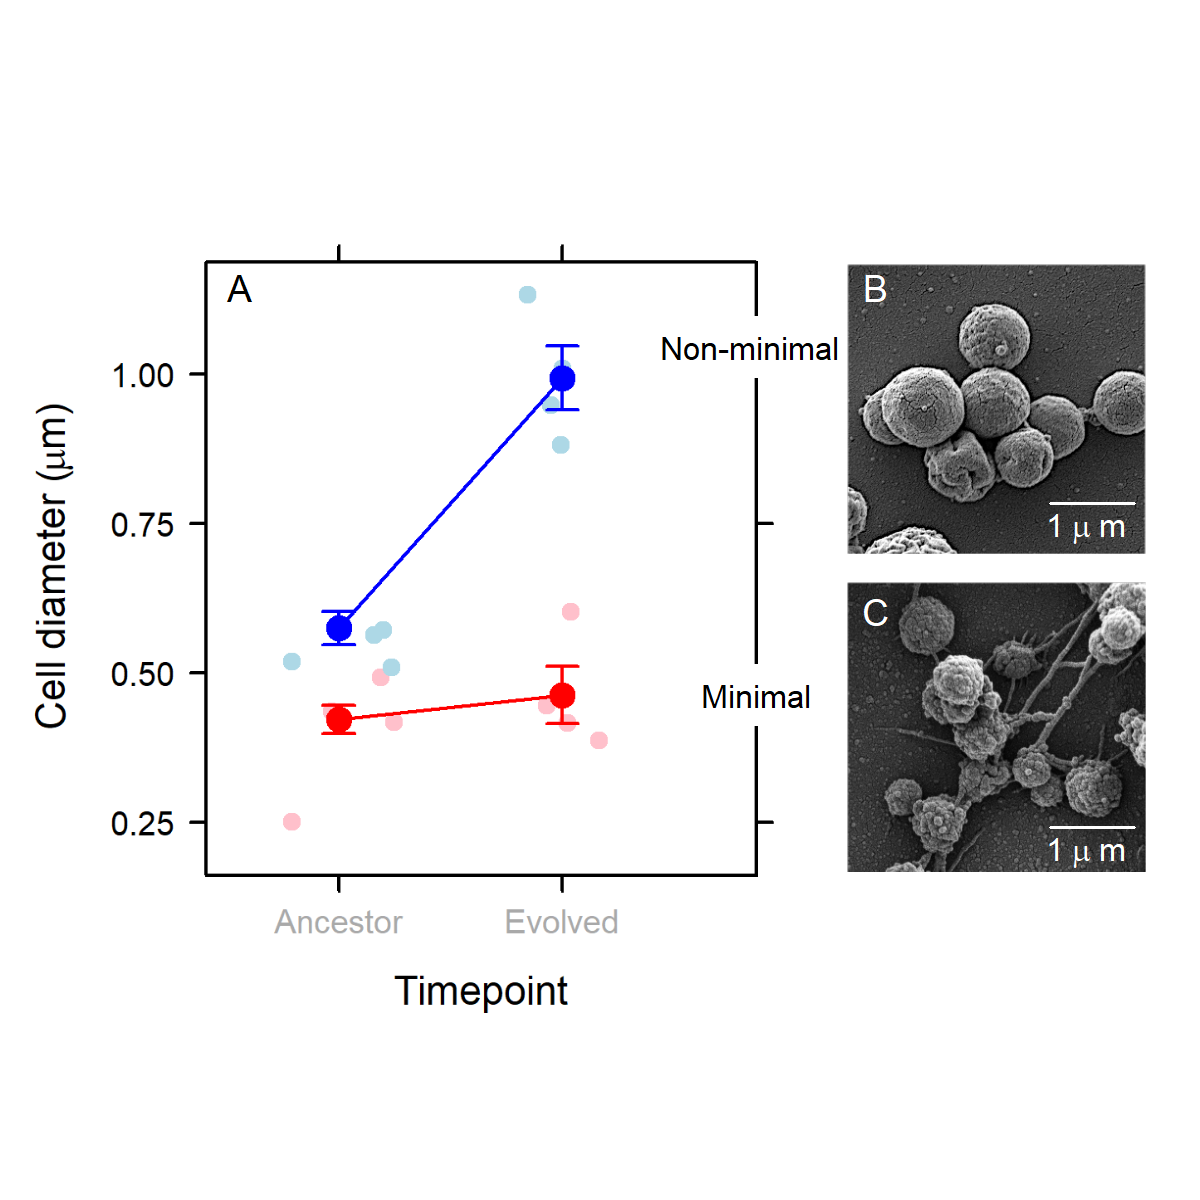 A
Non-minimal
Minimal
1.00
0.75
0.50
0.25
Cell diameter (μm)
Ancestor
Evolved
Timepoint
B
1 μ m
C
1 μ m